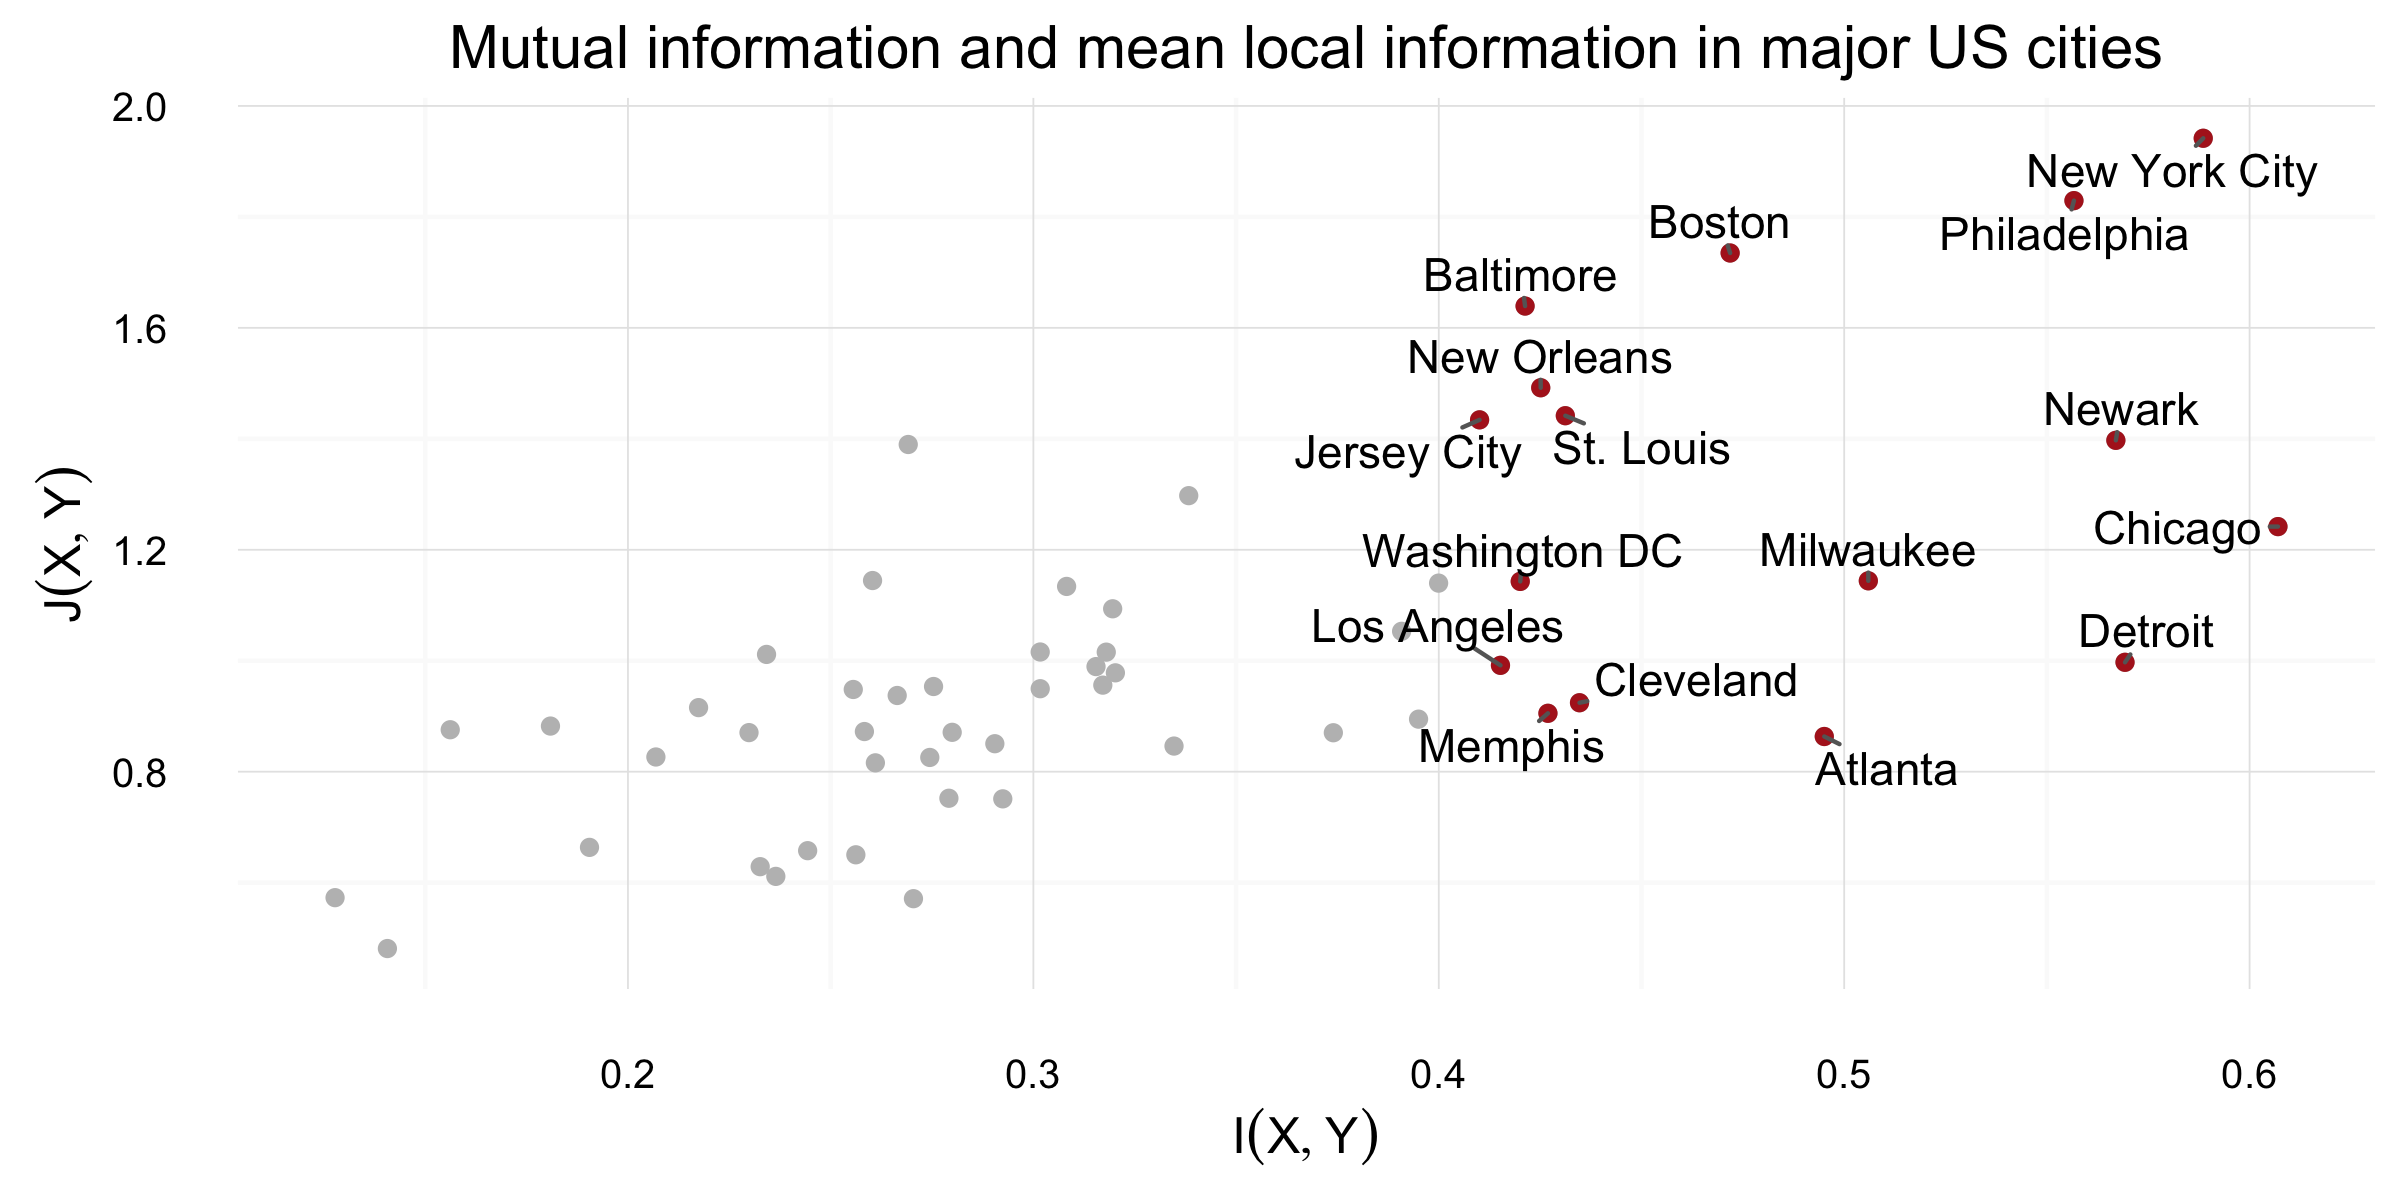 Mutual information and mean local information in major US cities
2.0
1.6
1.2
0.8
J(X, Y)
New York City
Philadelphia
Boston
Baltimore
New Orleans
Newark
Jersey City
St. Louis
Chicago
Washington DC
Milwaukee
Los Angeles
Detroit
Cleveland
Memphis
Atlanta
0.2
0.3
0.4
0.5
0.6
I(X, Y)